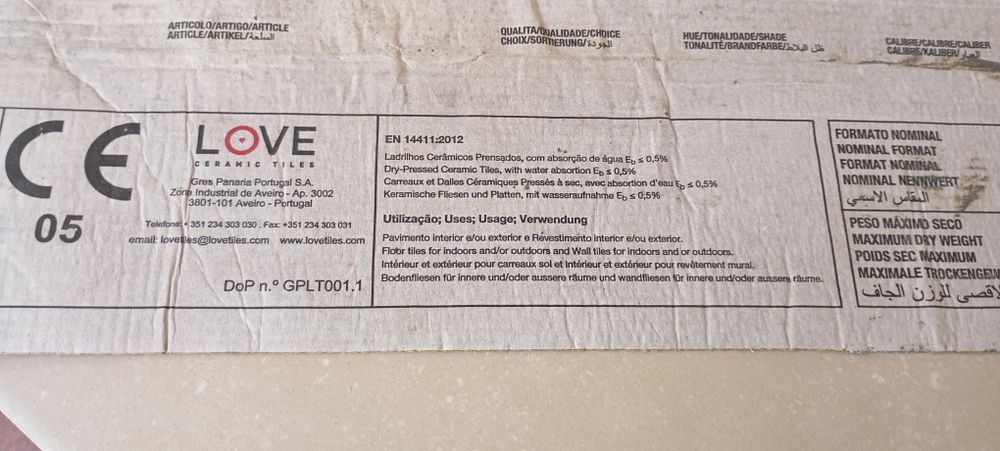 ARTICOLO/ARTIGO/ARTICLE
ARTICLE/ARTIKEL/السلعة
QUALITA/QUALIDADE/CHOICE
CHOIX/SORTIERUNG/الجودة
HUE/TONALIDADE/SHADE
TONALITÉ/BRANDFARBE/ظل البلاط
CALIBRE/CALIBRE/CALIBER
CALIBRE/KALIBER/العيار
CE
05
LOVE
CERAMIC TILES
Gres Panaria Portugal S.A.
Zona Industrial de Aveiro - Ap. 3002
3801-101 Aveiro - Portugal
Telefone: + 351 234 303 030 . Fax: +351 234 303 031
email: lovetiles@lovetiles.com www.lovetiles.com
DoP n.º GPLT001.1
EN 14411:2012
Ladrilhos Cerâmicos Prensados, com absorção de água Eb ≤ 0,5%
Dry-Pressed Ceramic Tiles, with water absortion Eb ≤ 0,5%
Carreaux et Dalles Céramiques Pressés à sec, avec absortion d'eau Eb ≤ 0,5%
Keramische Fliesen und Platten, mit wasseraufnahme Eb ≤ 0,5%
Utilização; Uses; Usage; Verwendung
Pavimento interior e/ou exterior e Révestimento interior e/ou exterior.
Floor tiles for indoors and/or outdoors and Wall tiles for indoors and/or outdoors.
Intérieur et extérieur pour carreaux sol et Intérieur et extérieur pour revêtement mural.
Bodenfliesen für innere und/oder aussere räume und wandfliesen für innere und/oder aussere räume.
FORMATO NOMINAL
NOMINAL FORMAT
FORMAT NOMINAL
NOMINAL NENNWERT
المقاس الاسمي
PESO MÁXIMO SECO
MAXIMUM DRY WEIGHT
POIDS SEC MAXIMUM
MAXIMALE TROCKENGEW
لاقصى للوزن الجاف